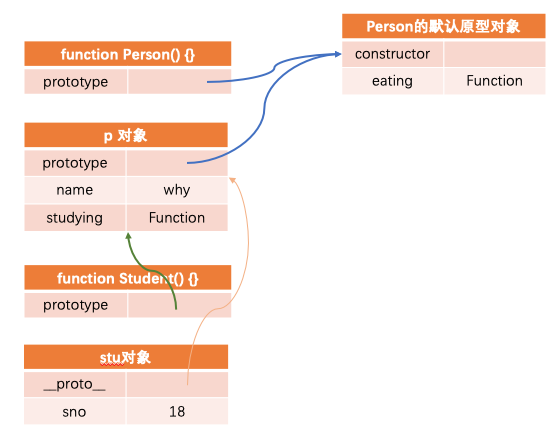 function Person() {}
prototype
Person的默认原型对象
constructor
eating Function
p 对象
prototype
name why
studying Function
function Student() {}
prototype
stu对象
__proto__
sno 18